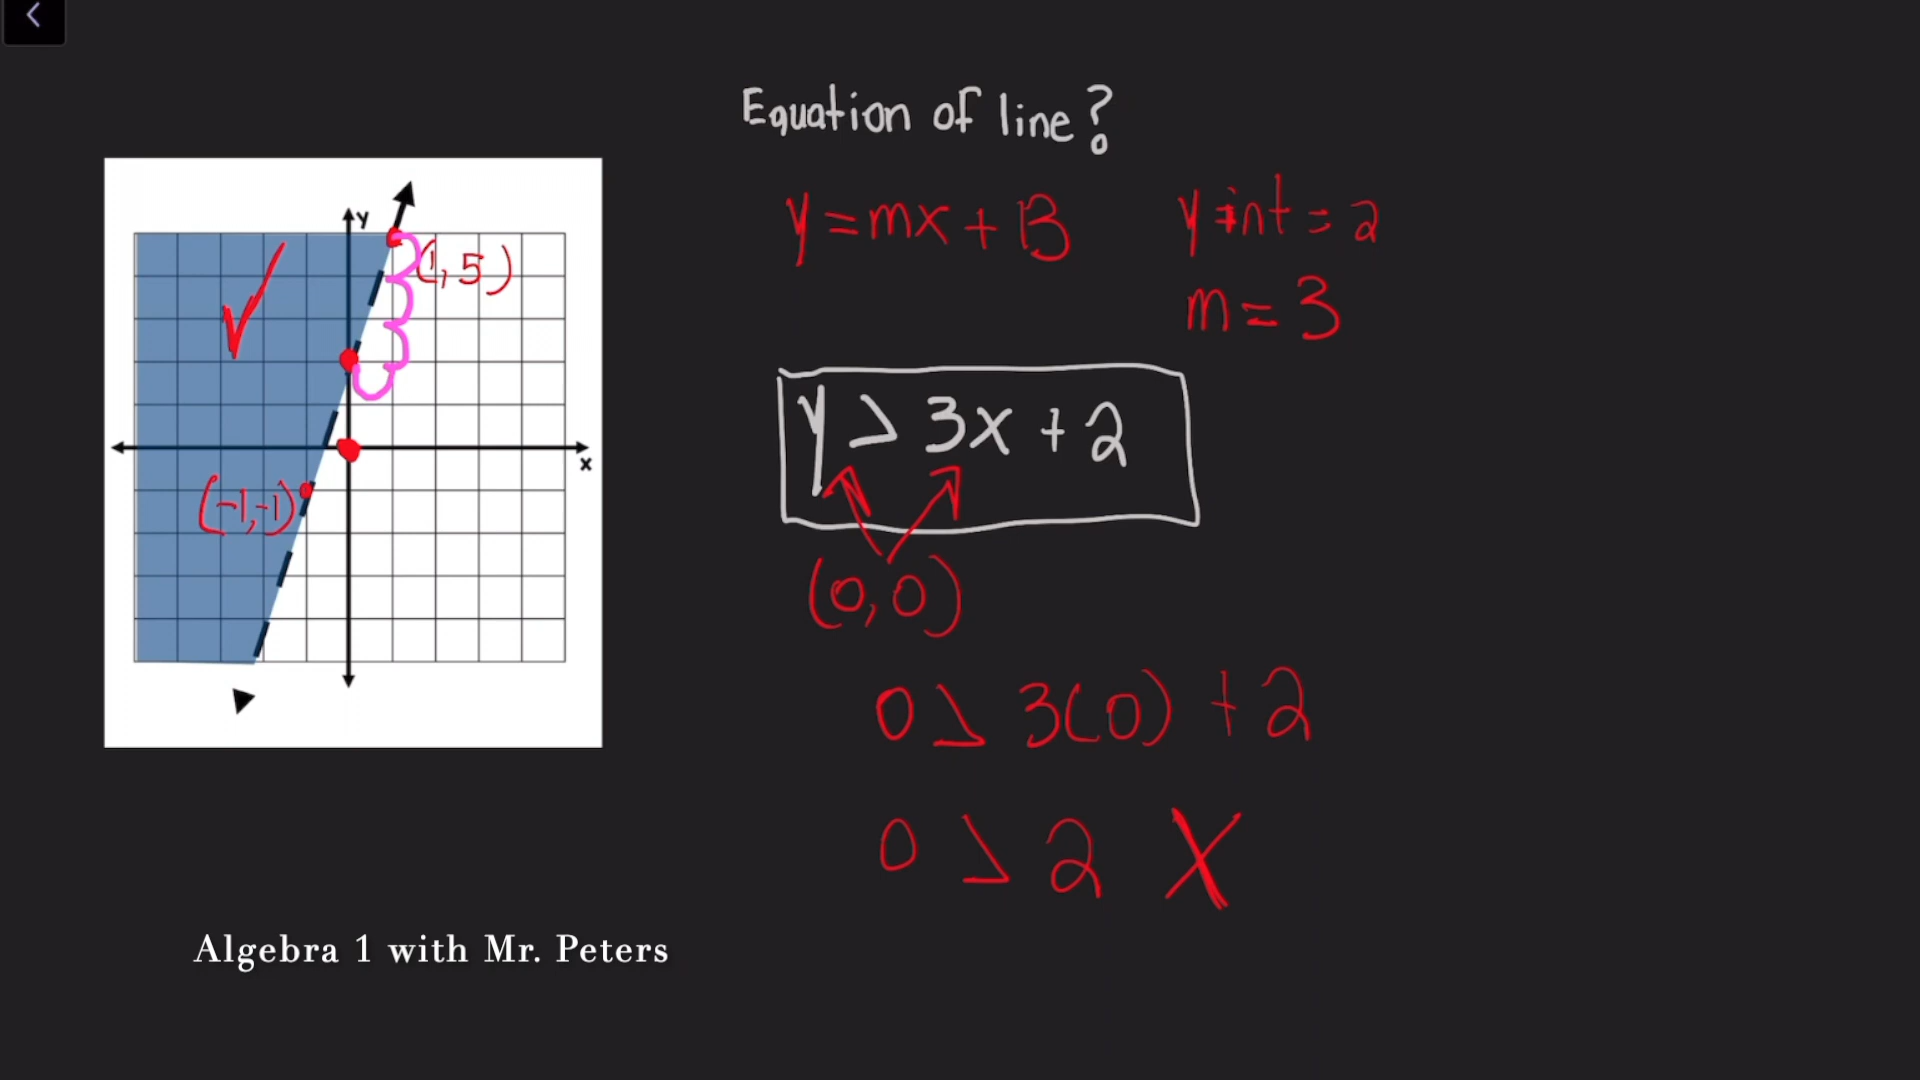 Equation of line?
y = mx + B
y int = 2
m = 3
y
(1, 5)
y > 3x + 2
x
(-1, -1)
(0, 0)
0 > 3(0) + 2
0 > 2 X
Algebra 1 with Mr. Peters